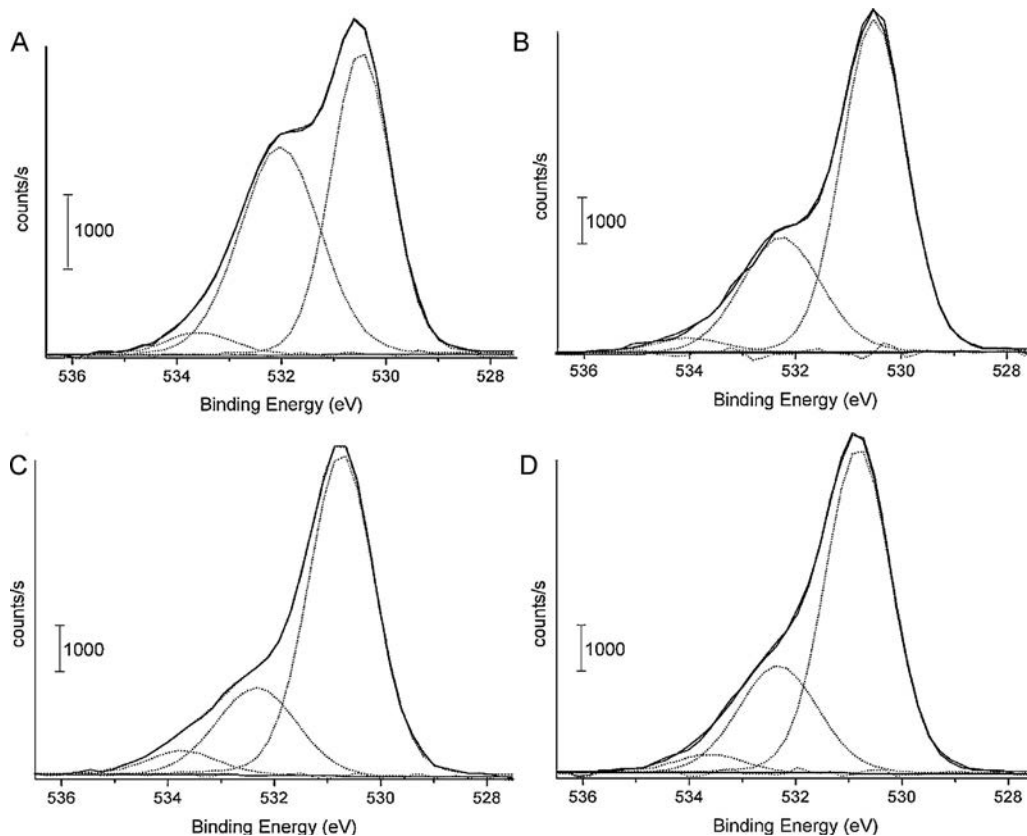 A
counts/s
1000
536 534 532 530 528
Binding Energy (eV)
B
counts/s
1000
536 534 532 530 528
Binding Energy (eV)
C
counts/s
1000
536 534 532 530 528
Binding Energy (eV)
D
counts/s
1000
536 534 532 530 528
Binding Energy (eV)